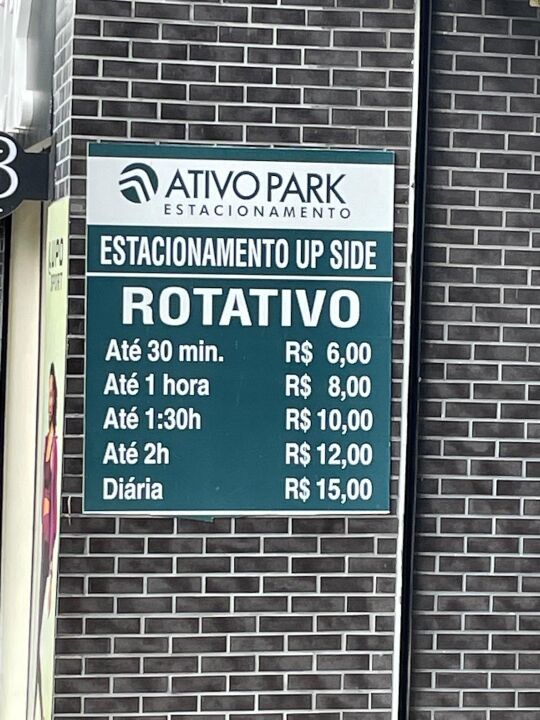 3
ATIVO PARK
ESTACIONAMENTO
ESTACIONAMENTO UP SIDE
ROTATIVO
Até 30 min. R$ 6,00
Até 1 hora R$ 8,00
Até 1:30h R$ 10,00
Até 2h R$ 12,00
Diária R$ 15,00